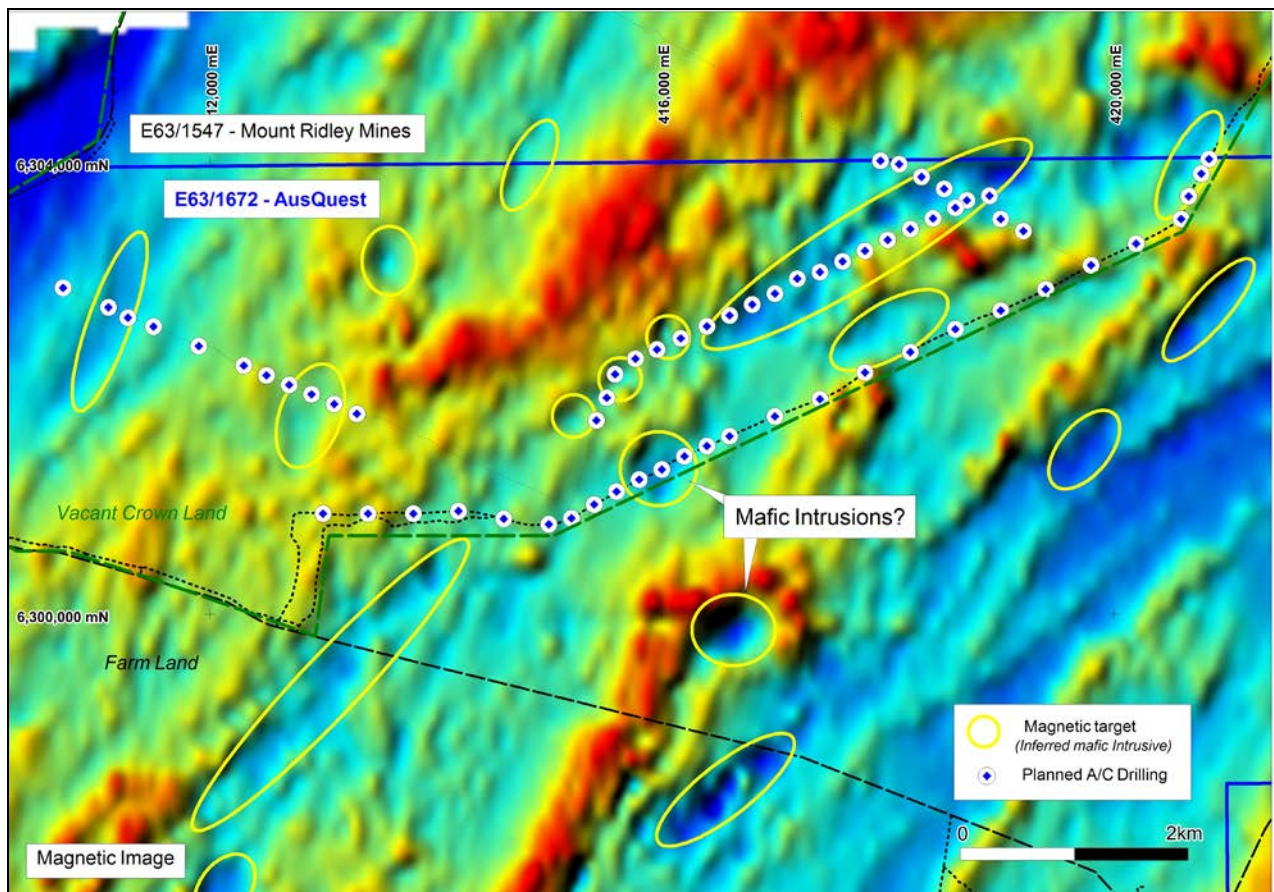 12,000 mE
416,000 mE
420,000 mE
E63/1547 - Mount Ridley Mines
6,304,000 mN
E63/1672 - AusQuest
Vacant Crown Land
Mafic Intrusions?
6,300,000 mN
Farm Land
Magnetic target
(Inferred mafic Intrusive)
Planned A/C Drilling
0 2km
Magnetic Image